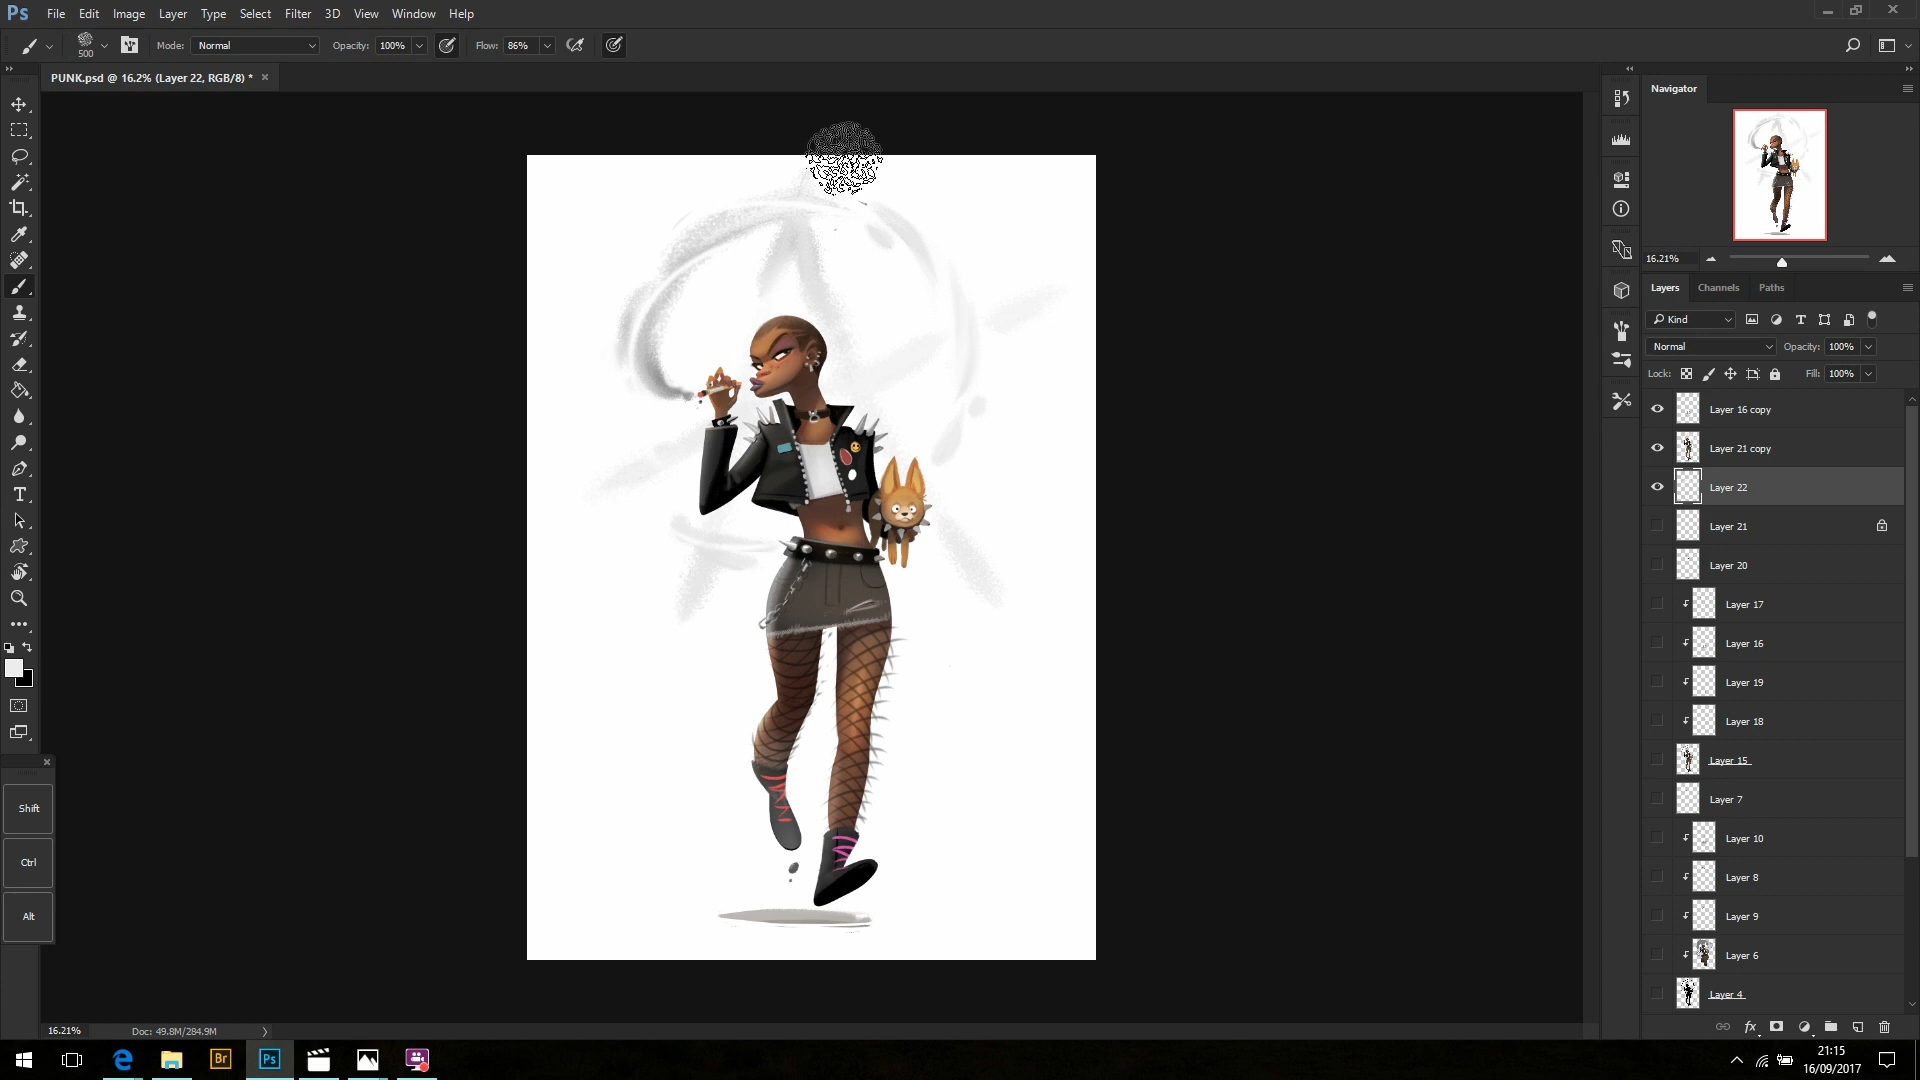 Ps File Edit Image Layer Type Select Filter 3D View Window Help
500 Mode: Normal Opacity: 100% Flow: 86%
PUNK.psd @ 16.2% (Layer 22, RGB/8) * ×
Navigator
16.21%
Layers Channels Paths
Kind
Normal Opacity: 100%
Lock: Fill: 100%
Layer 16 copy
Layer 21 copy
Layer 22
Layer 21
Layer 20
Layer 17
Layer 16
Layer 19
Layer 18
Layer 15
Layer 7
Layer 10
Layer 8
Layer 9
Layer 6
Layer 4
fx
Shift
Ctrl
Alt
16.21% Doc: 49.8M/284.9M
Br Ps
21:15
16/09/2017